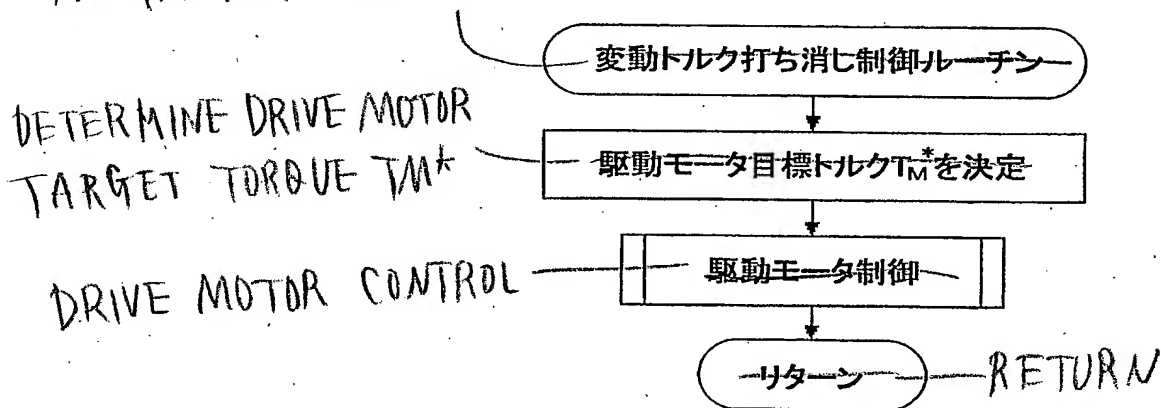 変動トルク打ち消し制御ルーチン
DETERMINE DRIVE MOTOR
TARGET TORQUE TM*
駆動モータ目標トルクTM*を決定
DRIVE MOTOR CONTROL
駆動モータ制御
リターン
RETURN